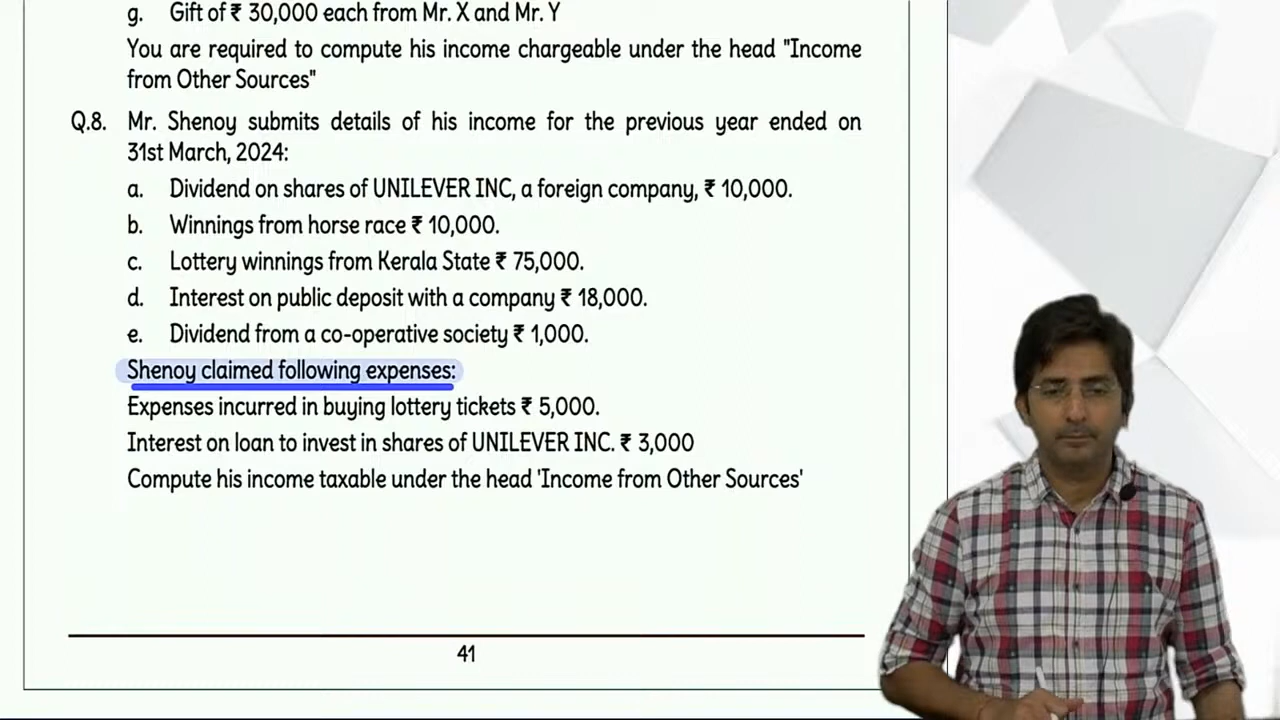 g. Gift of ₹ 30,000 each from Mr. X and Mr. Y
You are required to compute his income chargeable under the head "Income
from Other Sources"
Q.8. Mr. Shenoy submits details of his income for the previous year ended on
31st March, 2024:
a. Dividend on shares of UNILEVER INC, a foreign company, ₹ 10,000.
b. Winnings from horse race ₹ 10,000.
c. Lottery winnings from Kerala State ₹ 75,000.
d. Interest on public deposit with a company ₹ 18,000.
e. Dividend from a co-operative society ₹ 1,000.
Shenoy claimed following expenses:
Expenses incurred in buying lottery tickets ₹ 5,000.
Interest on loan to invest in shares of UNILEVER INC. ₹ 3,000
Compute his income taxable under the head 'Income from Other Sources'
41